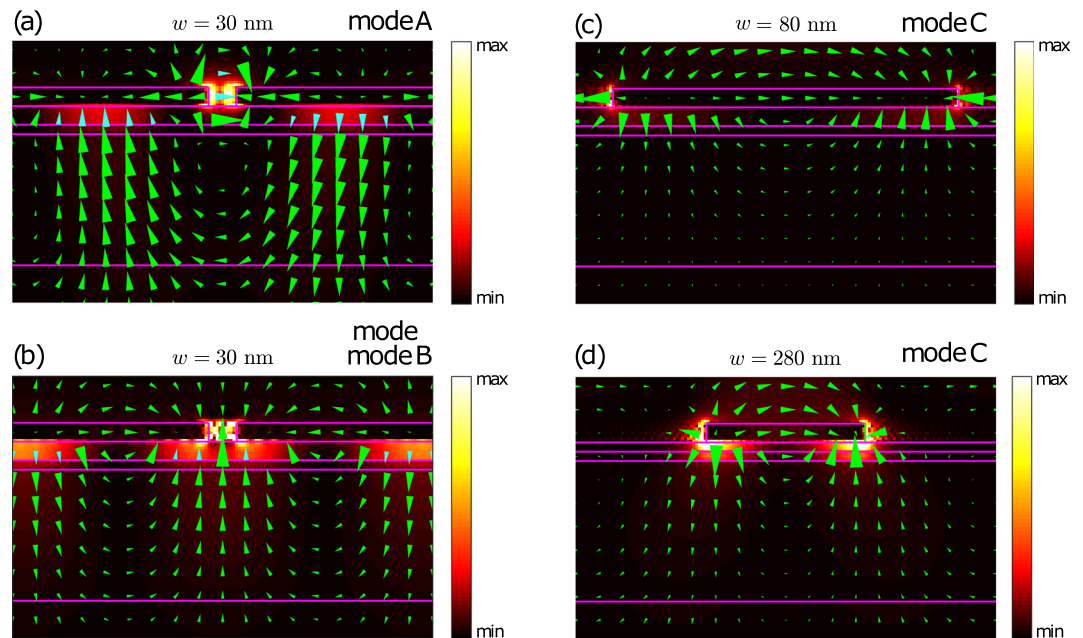 (a) w = 30 nm mode A
max
min
(b) w = 30 nm mode
mode B
max
min
(c) w = 80 nm mode C
max
min
(d) w = 280 nm mode C
max
min